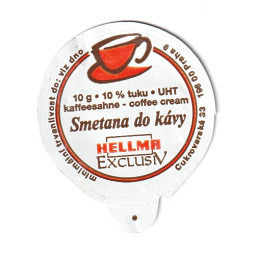 10 g • 10 % tuku • UHT
kaffeesahne - coffee cream
Smetana do kávy
HELLMA
EXCLUSIV
minimální trvanlivost do: viz dno
Cukrovarská 33 196 00 Praha 9